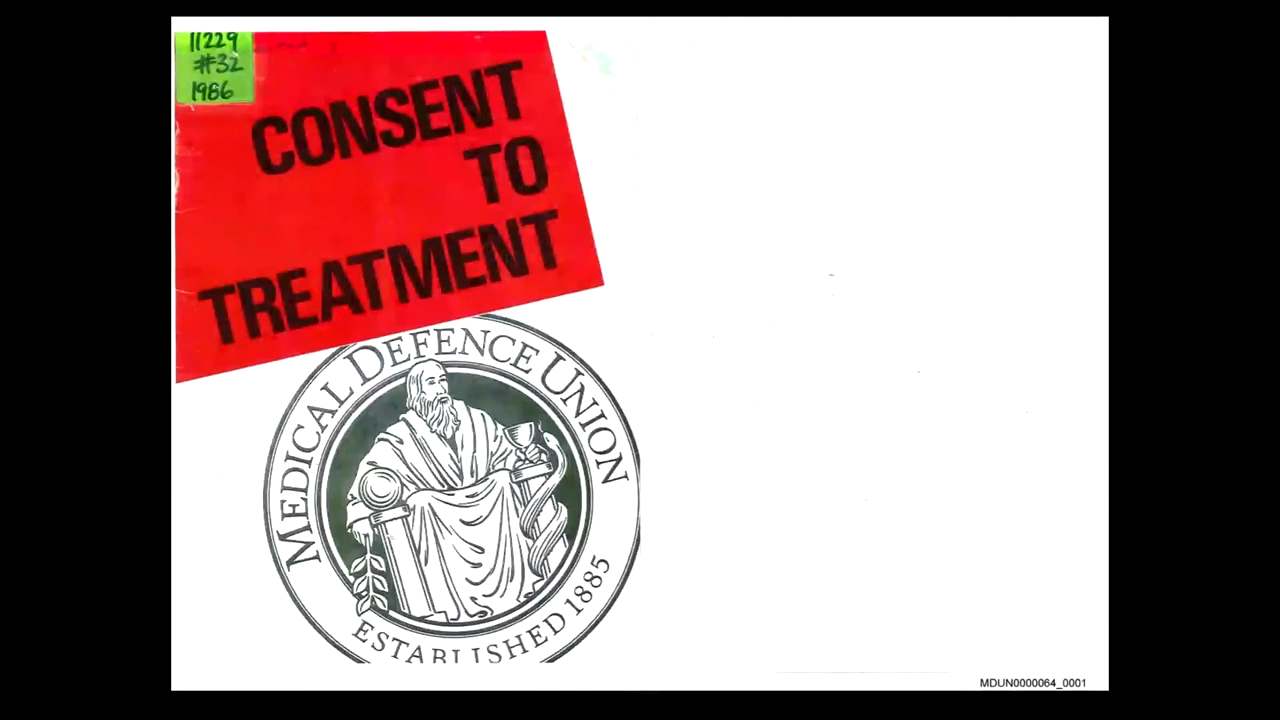 11229
#32
1986
CONSENT
TO
TREATMENT
MEDICAL DEFENCE UNION
ESTABLISHED 1885
MDUN0000064_0001